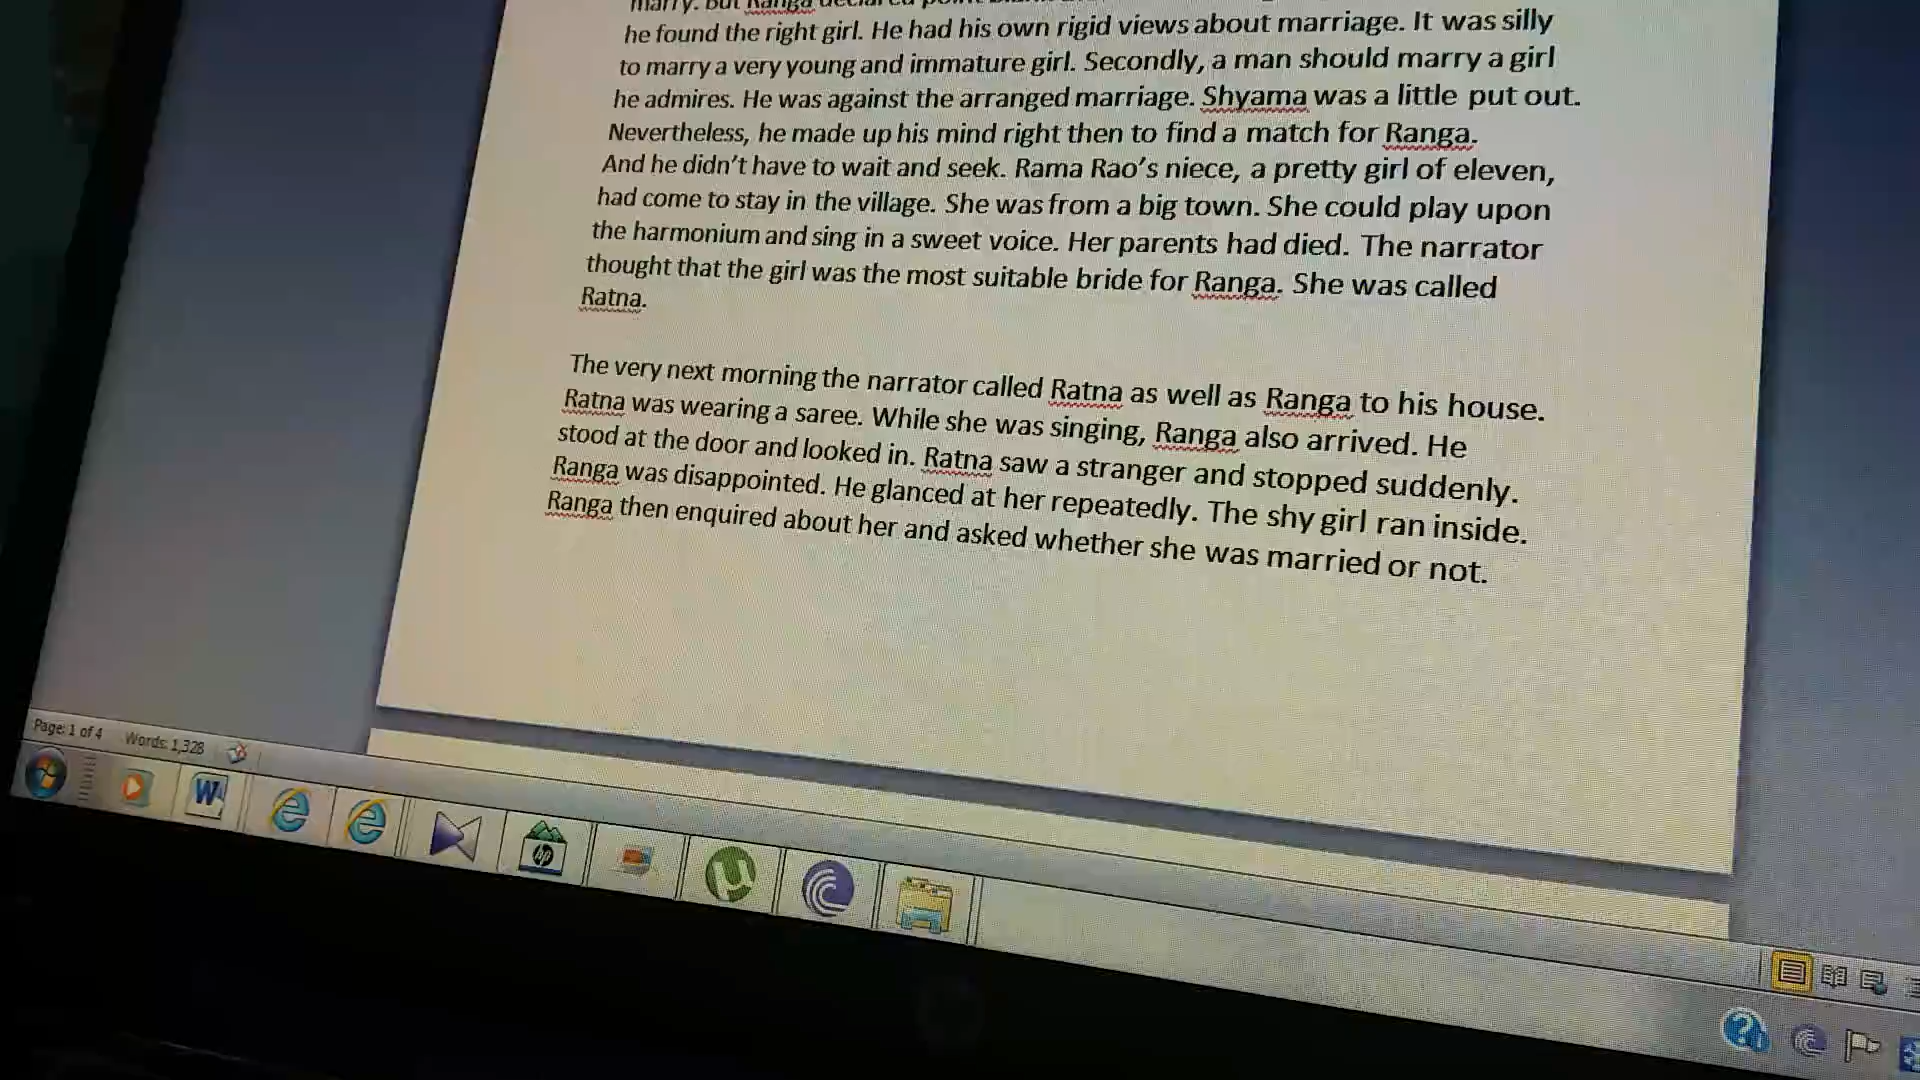 marry. But Ranga declared point
he found the right girl. He had his own rigid views about marriage. It was silly
to marry a very young and immature girl. Secondly, a man should marry a girl
he admires. He was against the arranged marriage. Shyama was a little put out.
Nevertheless, he made up his mind right then to find a match for Ranga.
And he didn't have to wait and seek. Rama Rao's niece, a pretty girl of eleven,
had come to stay in the village. She was from a big town. She could play upon
the harmonium and sing in a sweet voice. Her parents had died. The narrator
thought that the girl was the most suitable bride for Ranga. She was called
Ratna.
The very next morning the narrator called Ratna as well as Ranga to his house.
Ratna was wearing a saree. While she was singing, Ranga also arrived. He
stood at the door and looked in. Ratna saw a stranger and stopped suddenly.
Ranga was disappointed. He glanced at her repeatedly. The shy girl ran inside.
Ranga then enquired about her and asked whether she was married or not.
Page: 1 of 4 Words: 1,328
W
hp